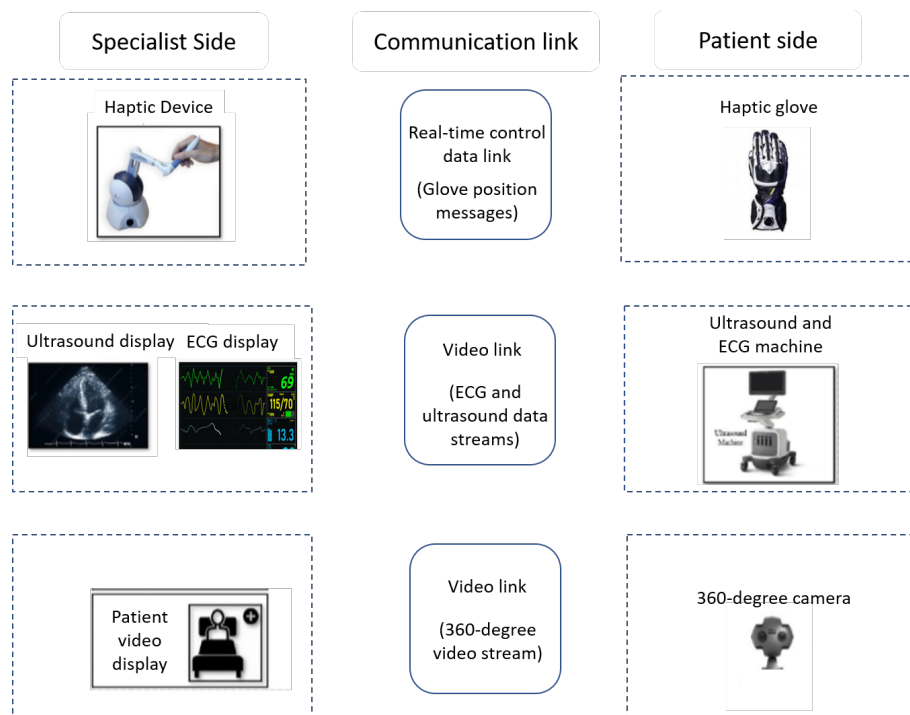 Specialist Side
Communication link
Patient side
Haptic Device
Real-time control
data link
(Glove position
messages)
Haptic glove
Ultrasound display
ECG display
69
115/70
13.3
Video link
(ECG and
ultrasound data
streams)
Ultrasound and
ECG machine
Ultrasound
Machine
Patient
video
display
Video link
(360-degree
video stream)
360-degree camera